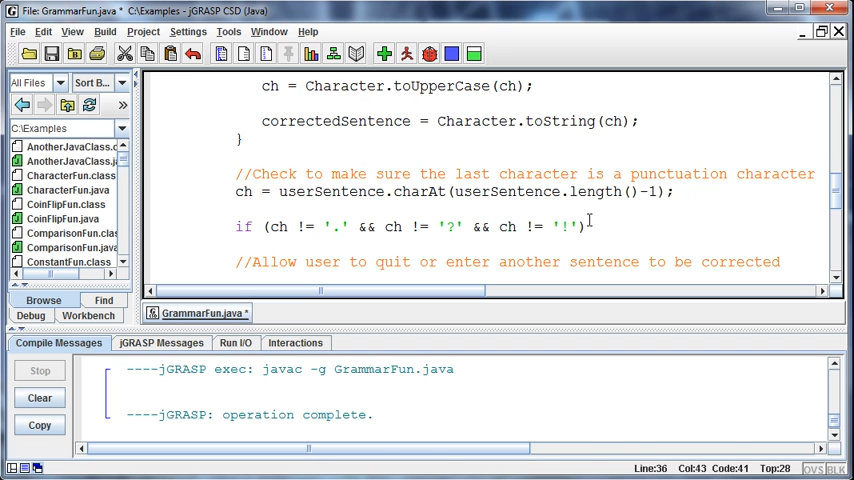 File: GrammarFun.java * C:\Examples - jGRASP CSD (Java)
File Edit View Build Project Settings Tools Window Help
All Files Sort B...
C:\Examples
AnotherJavaClass.c
AnotherJavaClass.ja
CharacterFun.class
CharacterFun.java
CoinFlipFun.class
CoinFlipFun.java
ComparisonFun.clas
ComparisonFun.java
ConstantFun.class
Browse Find
Debug Workbench
ch = Character.toUpperCase(ch);
correctedSentence = Character.toString(ch);
}
//Check to make sure the last character is a punctuation character
ch = userSentence.charAt(userSentence.length()-1);
if (ch != '.' && ch != '?' && ch != '!')
//Allow user to quit or enter another sentence to be corrected
GrammarFun.java *
Compile Messages jGRASP Messages Run I/O Interactions
Stop
Clear
Copy
----jGRASP exec: javac -g GrammarFun.java
----jGRASP: operation complete.
Line:36 Col:43 Code:41 Top:28 OVS BLK